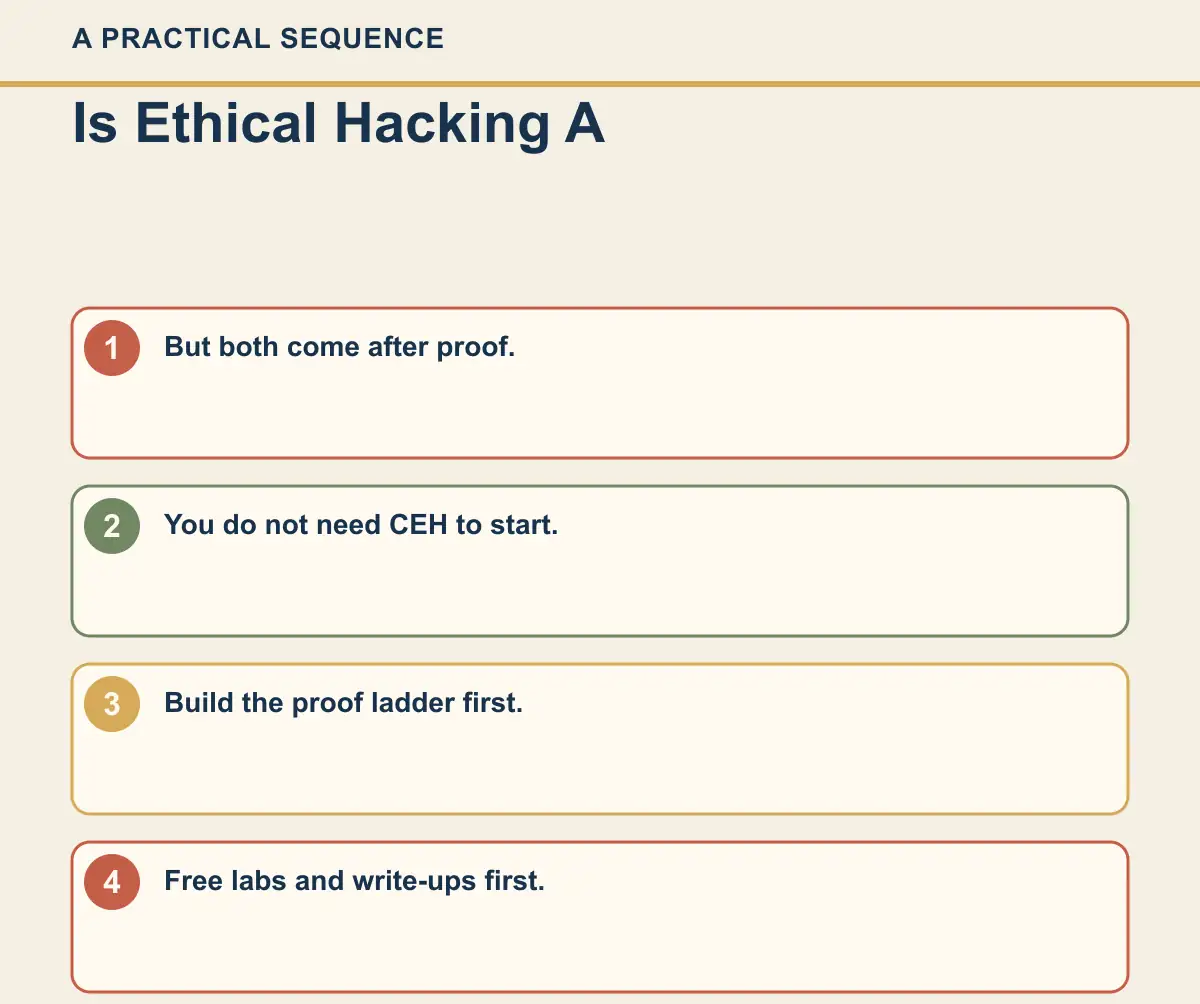 A PRACTICAL SEQUENCE
Is Ethical Hacking A
1 But both come after proof.
2 You do not need CEH to start.
3 Build the proof ladder first.
4 Free labs and write-ups first.